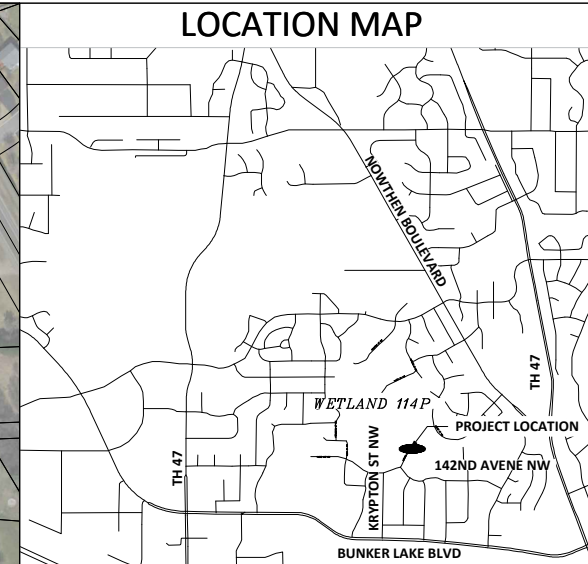 LOCATION MAP
NOWTHEN BOULEVARD
TH 47
WETLAND 114P
PROJECT LOCATION
KRYPTON ST NW
142ND AVENE NW
TH 47
BUNKER LAKE BLVD